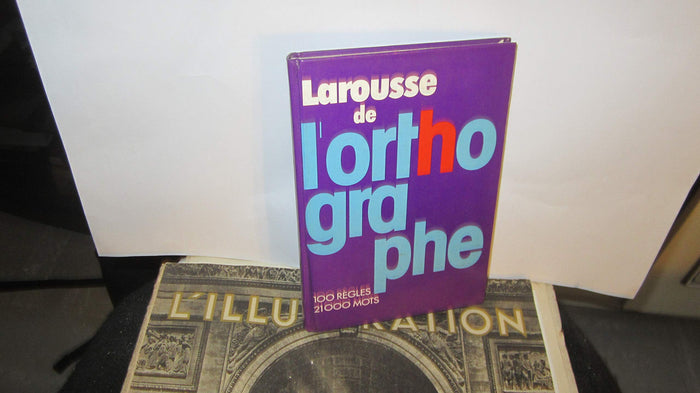 Larousse
de
l'ortho
gra
phe
100 RÈGLES
21000 MOTS
L'ILLU RATION